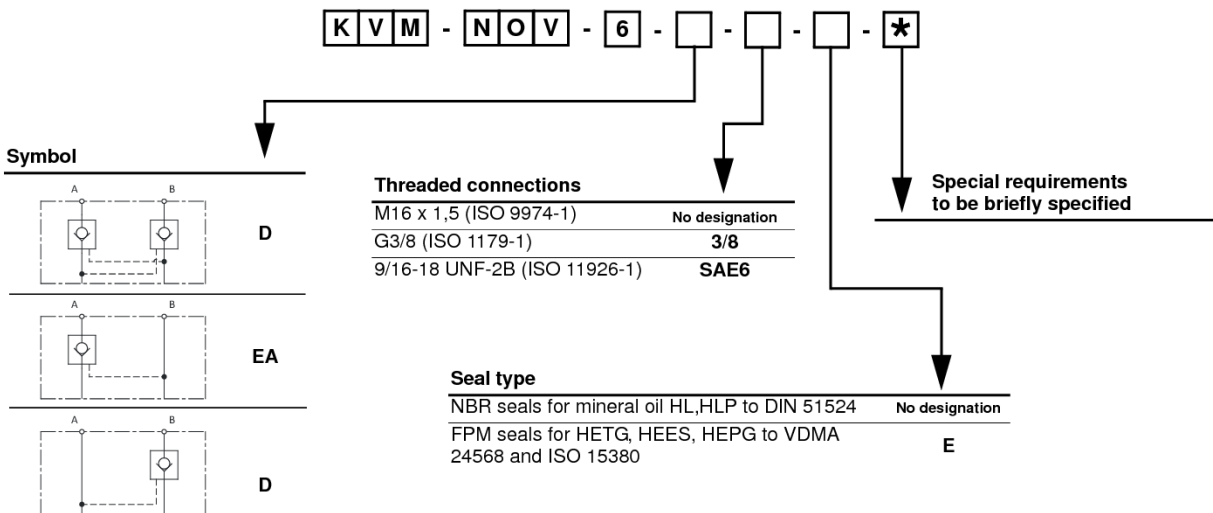 K V M - N O V - 6 - - - - *
Symbol
A B
D
A B
EA
A B
D
Threaded connections
M16 x 1,5 (ISO 9974-1) No designation
G3/8 (ISO 1179-1) 3/8
9/16-18 UNF-2B (ISO 11926-1) SAE6
Special requirements
to be briefly specified
Seal type
NBR seals for mineral oil HL,HLP to DIN 51524 No designation
FPM seals for HETG, HEES, HEPG to VDMA
24568 and ISO 15380
E